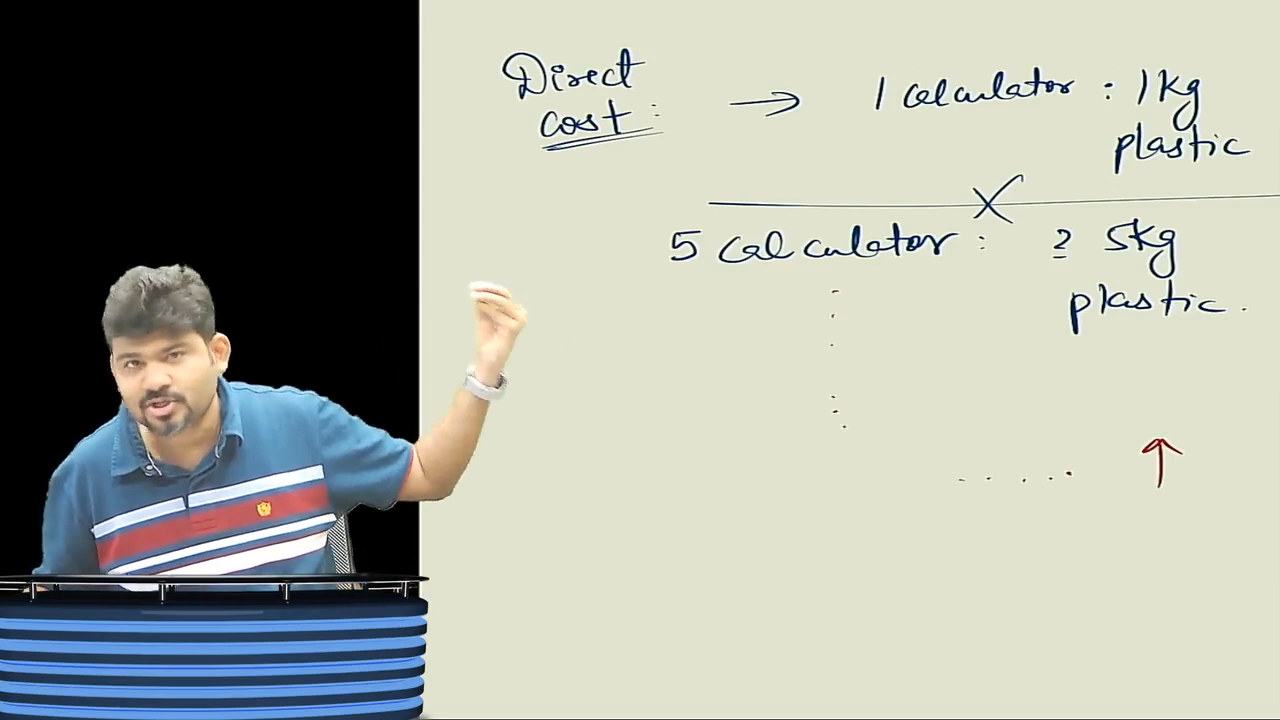 Direct
cost :
→ 1 calculator : 1kg
plastic
5 calculator : ? 5kg
plastic.